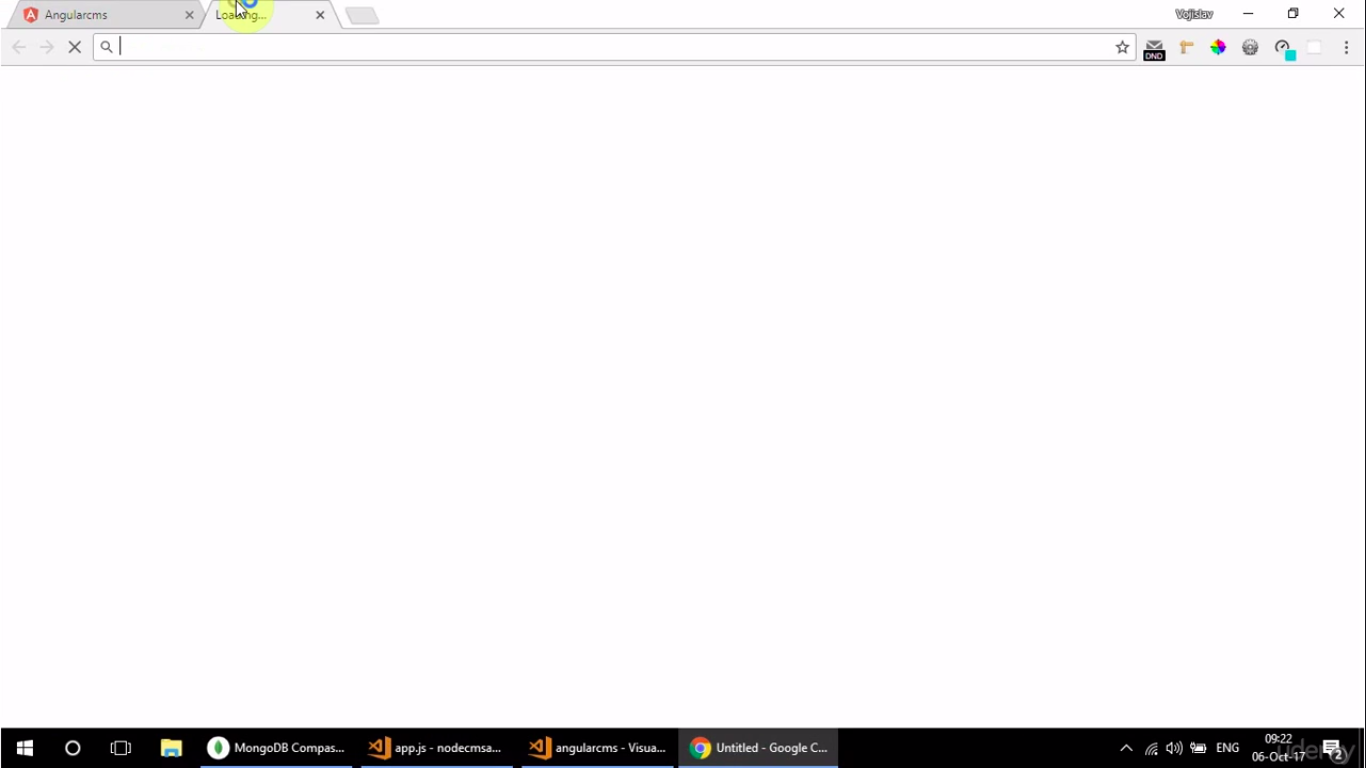 Angularcms
Loading...
Vojislav
DND
MongoDB Compas...
app.js - nodecmsa...
angularcms - Visua...
Untitled - Google C...
ENG
09:22
06-Oct-17
2
udemy